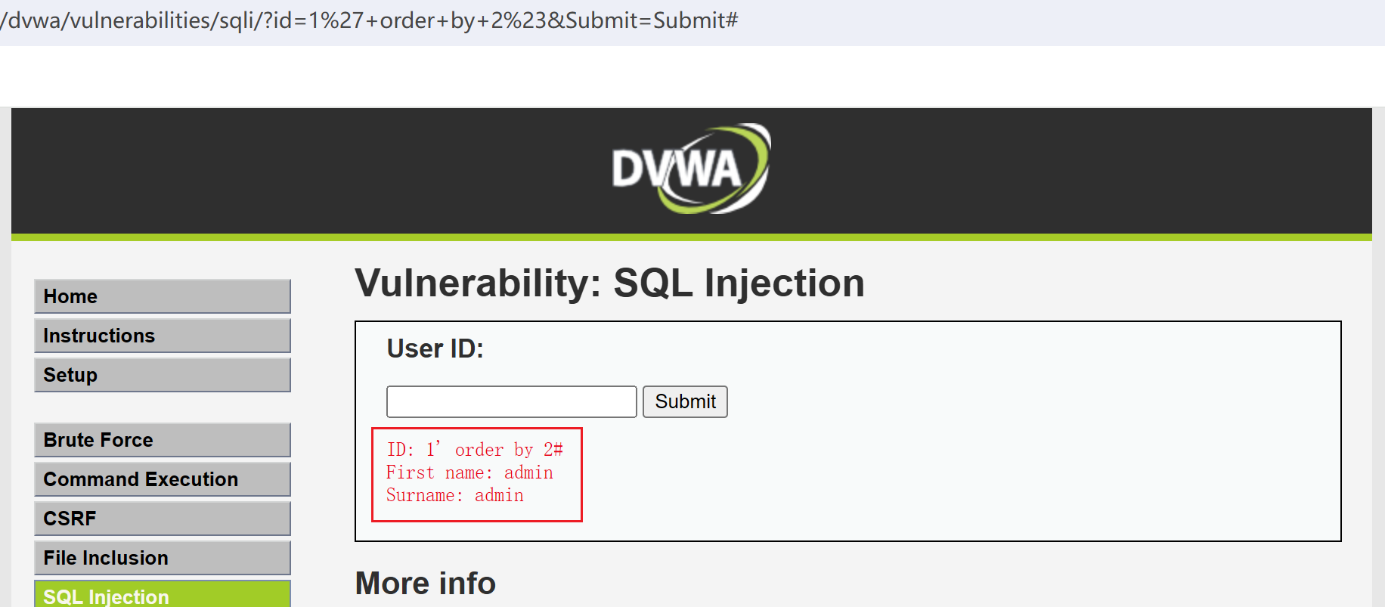 /dvwa/vulnerabilities/sqli/?id=1%27+order+by+2%23&Submit=Submit#
DVWA
Home
Instructions
Setup
Brute Force
Command Execution
CSRF
File Inclusion
SQL Injection
Vulnerability: SQL Injection
User ID:
Submit
ID: 1' order by 2#
First name: admin
Surname: admin
More info